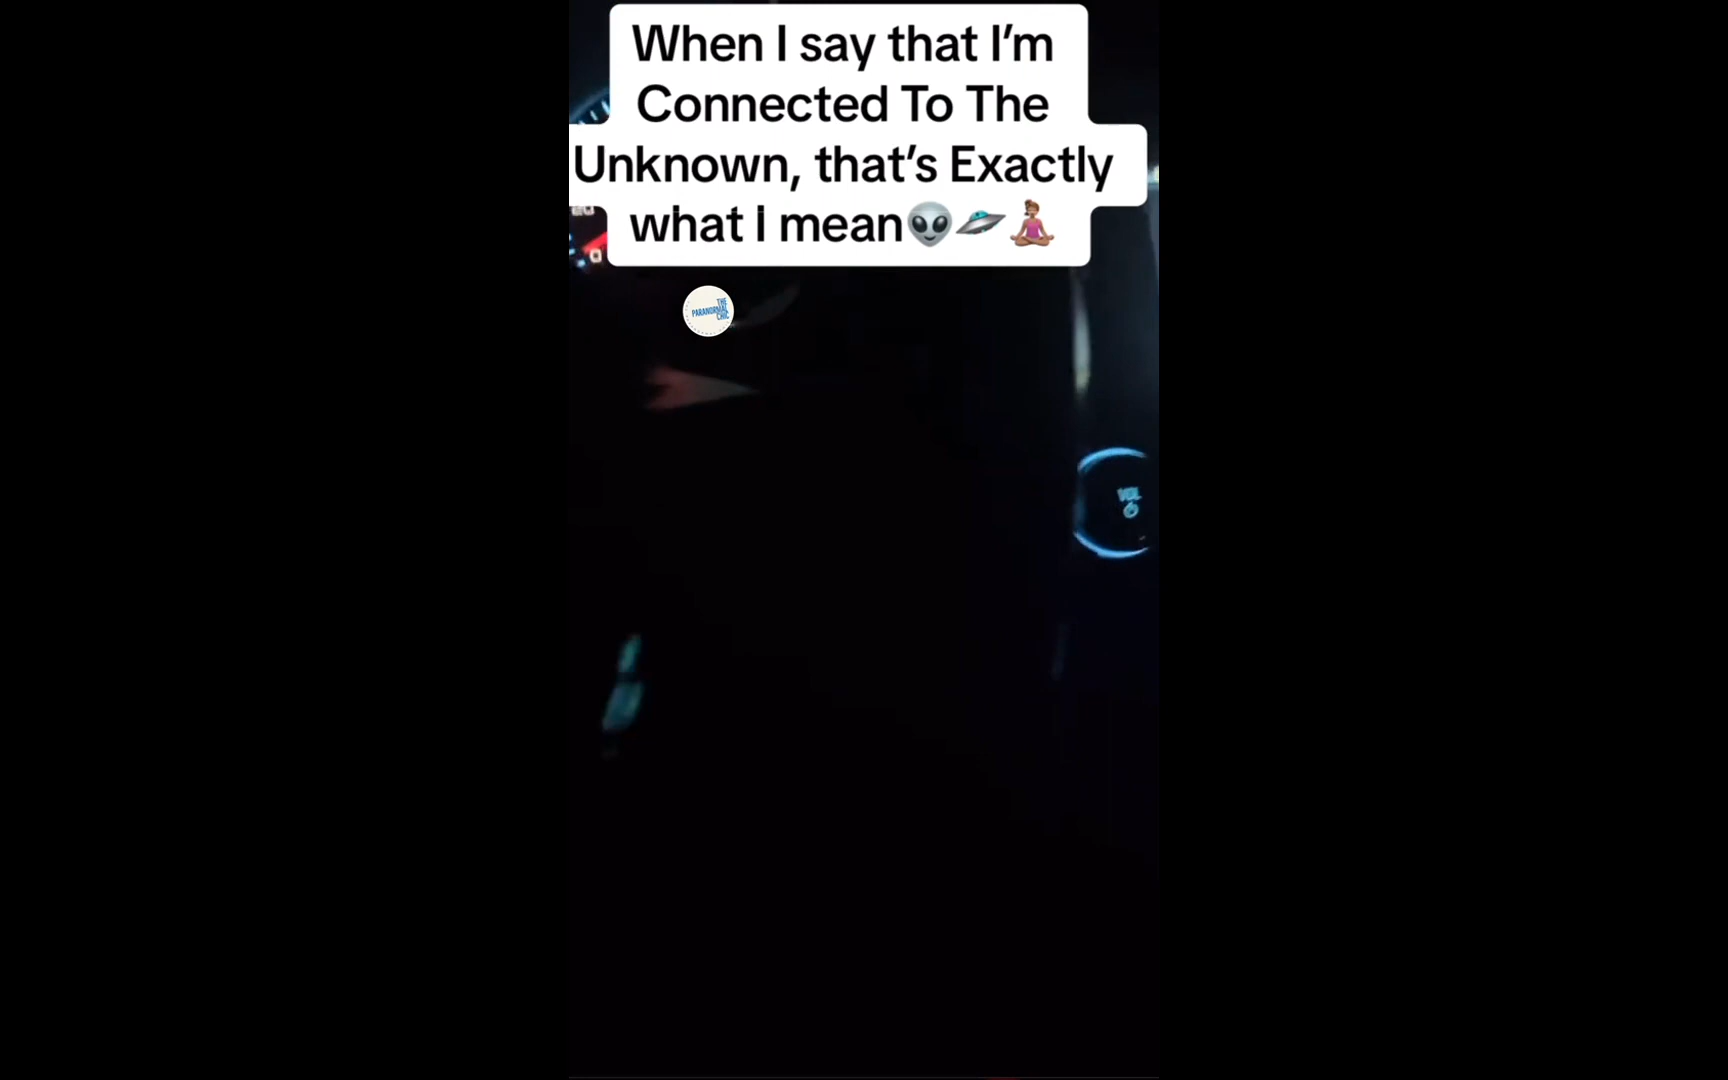 When I say that I’m
Connected To The
Unknown, that’s Exactly
what I mean👽🛸🧘🏽‍♀️
THE
PARANORMAL
CHIC
VOL